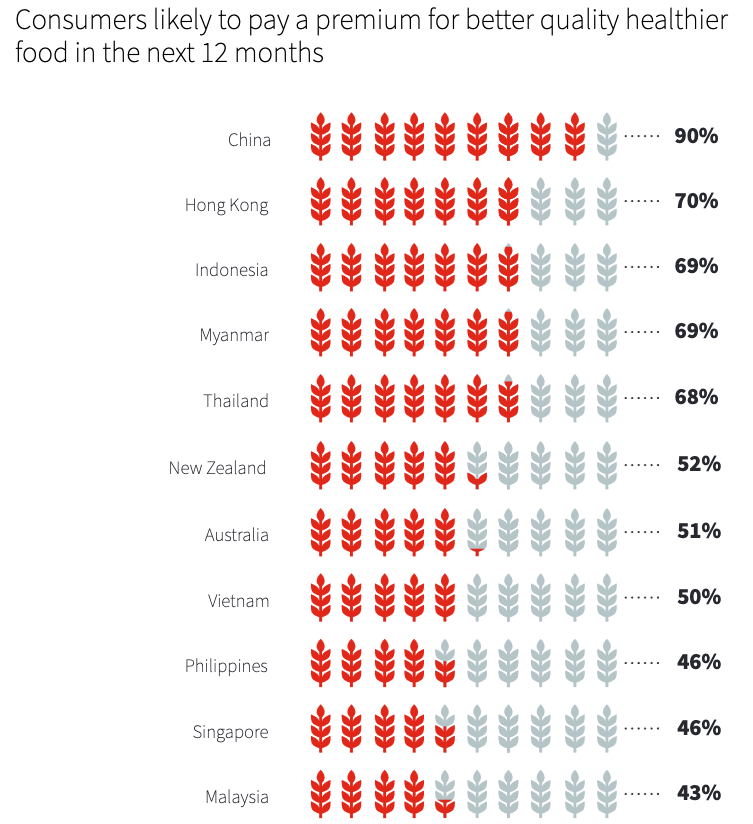 Consumers likely to pay a premium for better quality healthier
food in the next 12 months
China ...... 90%
Hong Kong ...... 70%
Indonesia ...... 69%
Myanmar ...... 69%
Thailand ...... 68%
New Zealand ...... 52%
Australia ...... 51%
Vietnam ...... 50%
Philippines ...... 46%
Singapore ...... 46%
Malaysia ...... 43%